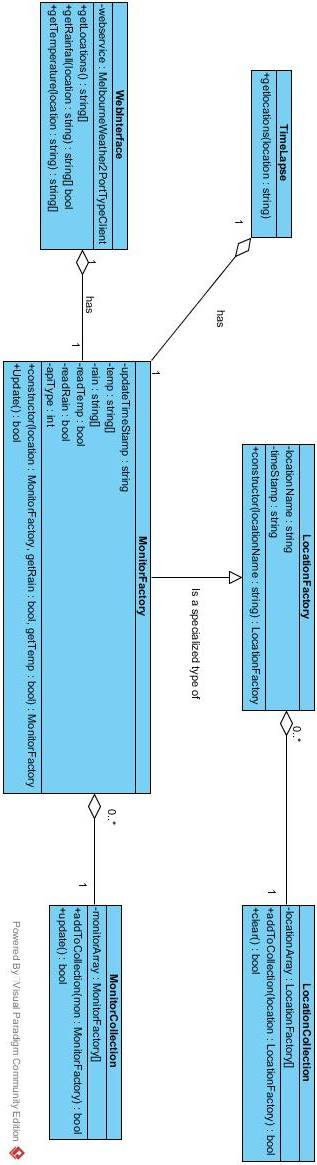 TimeLapse
+getlocations(location : string)
WebInterface
-webservice : MelbourneWeather2PortTypeClient
+getLocations() : string[]
+getRainfall(location : string) : string[] bool
+getTemperature(location : string) : string[]
1
has
1
1
has
1
LocationFactory
-locationName : string
-timeStamp : string
+constructor(locationName : string) : LocationFactory
Is a specialized type of
MonitorFactory
-updateTimeStamp : string
-temp : string[]
-rain : string[]
-readTemp : bool
-readRain : bool
-apiType : int
+constructor(location : MonitorFactory, getRain : bool, getTemp : bool) : MonitorFactory
+Update() : bool
0..*
1
0..*
1
LocationCollection
-locationArray : LocationFactory[]
+addToCollection(location : LocationFactory) : bool
+clear() : bool
MonitorCollection
-monitorArray : MonitorFactory[]
+addToCollection(mon : MonitorFactory) : bool
+update() : bool
Powered By Visual Paradigm Community Edition